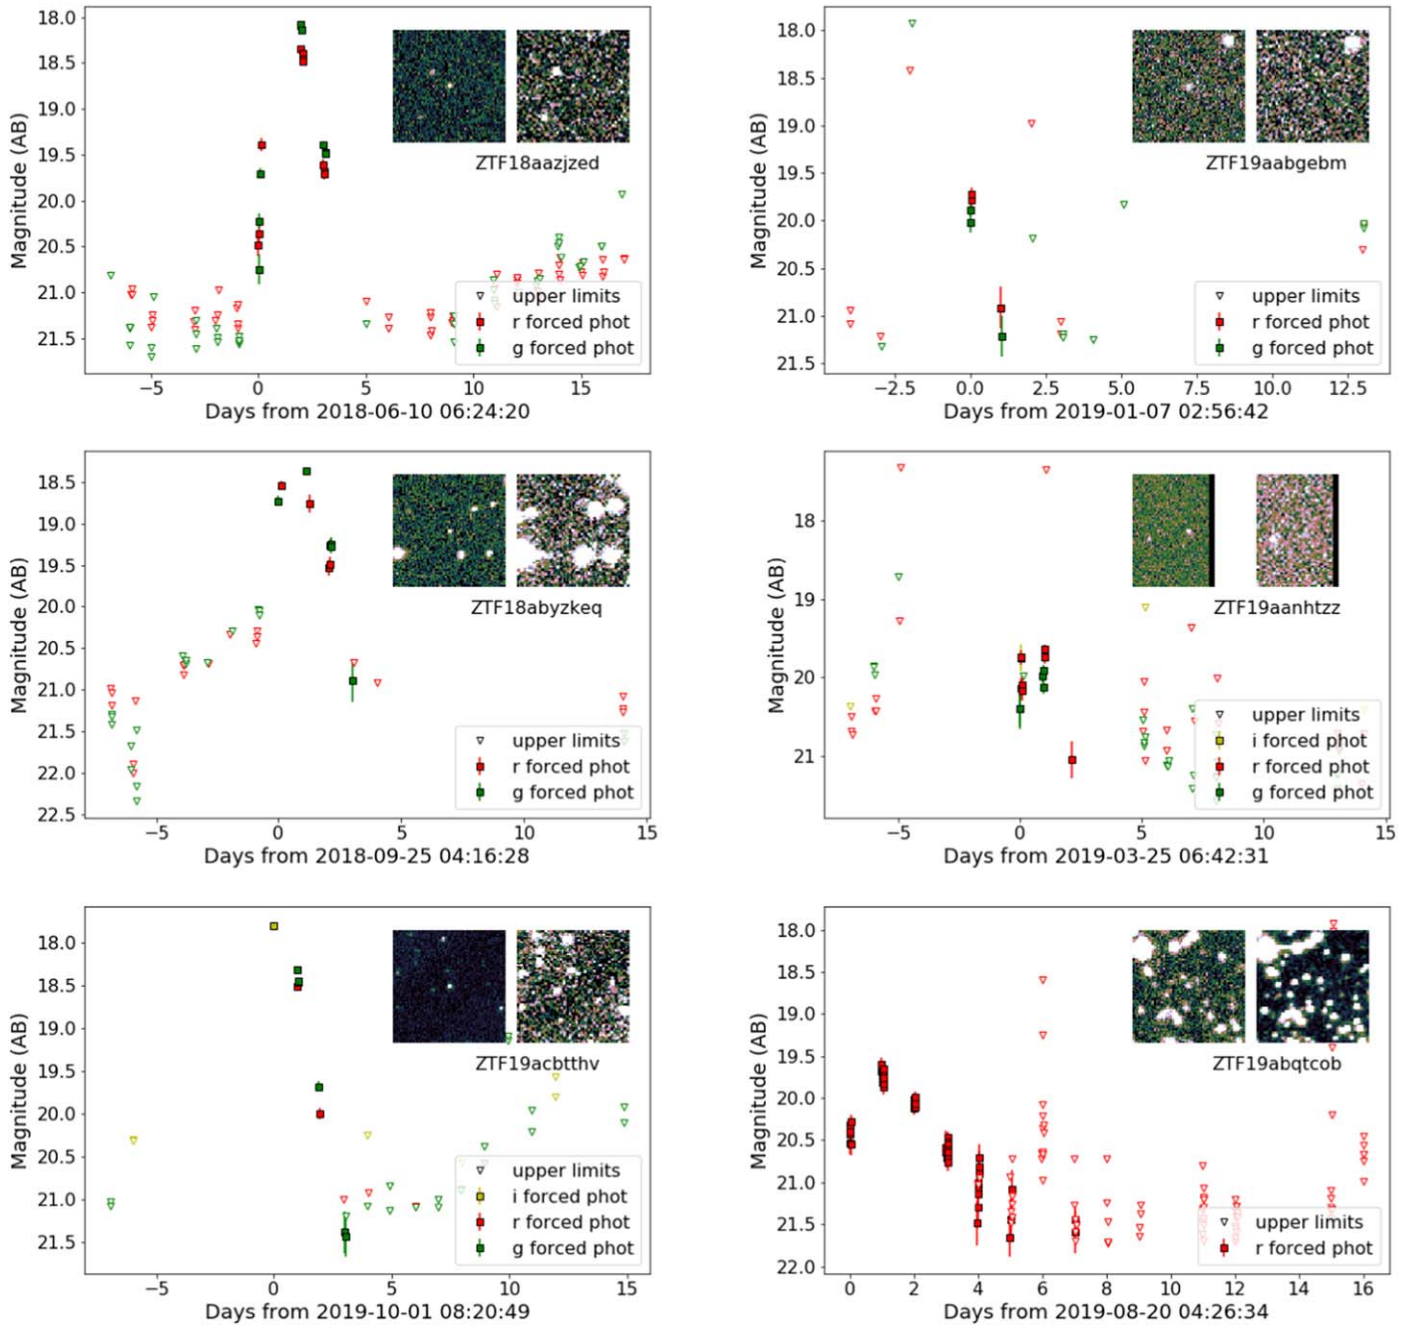 18.0
18.5
19.0
19.5
20.0
20.5
21.0
21.5
Magnitude (AB)
ZTF18aazjzed
upper limits
r forced phot
g forced phot
−5 0 5 10 15
Days from 2018-06-10 06:24:20
18.0
18.5
19.0
19.5
20.0
20.5
21.0
21.5
Magnitude (AB)
ZTF19aabgebm
upper limits
r forced phot
g forced phot
−2.5 0.0 2.5 5.0 7.5 10.0 12.5
Days from 2019-01-07 02:56:42
18.5
19.0
19.5
20.0
20.5
21.0
21.5
22.0
22.5
Magnitude (AB)
ZTF18abyzkeq
upper limits
r forced phot
g forced phot
−5 0 5 10 15
Days from 2018-09-25 04:16:28
18
19
20
21
Magnitude (AB)
ZTF19aanhtzz
upper limits
i forced phot
r forced phot
g forced phot
−5 0 5 10 15
Days from 2019-03-25 06:42:31
18.0
18.5
19.0
19.5
20.0
20.5
21.0
21.5
Magnitude (AB)
ZTF19acbtthv
upper limits
i forced phot
r forced phot
g forced phot
−5 0 5 10 15
Days from 2019-10-01 08:20:49
18.0
18.5
19.0
19.5
20.0
20.5
21.0
21.5
22.0
Magnitude (AB)
ZTF19abqtcob
upper limits
r forced phot
0 2 4 6 8 10 12 14 16
Days from 2019-08-20 04:26:34